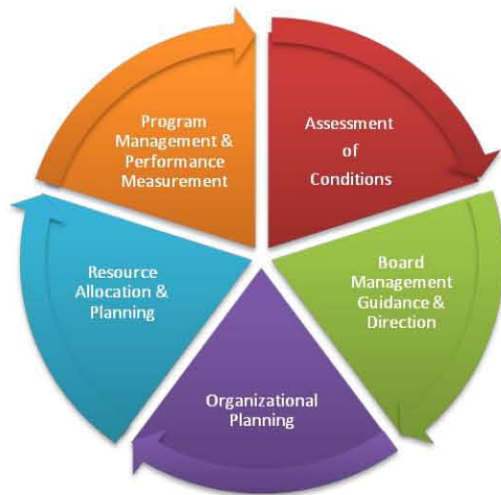 Assessment
of
Conditions
Board
Management
Guidance &
Direction
Organizational
Planning
Resource
Allocation &
Planning
Program
Management &
Performance
Measurement